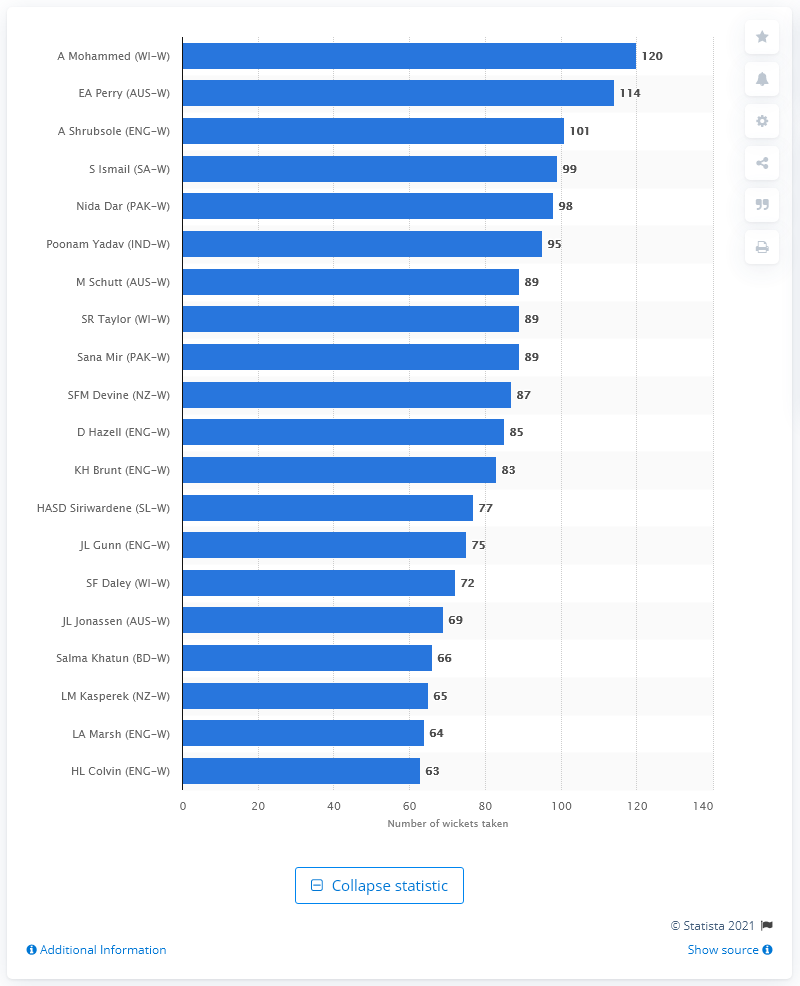 A Mohammed (WI-W) 120
EA Perry (AUS-W) 114
A Shrubsole (ENG-W) 101
S Ismail (SA-W) 99
Nida Dar (PAK-W) 98
Poonam Yadav (IND-W) 95
M Schutt (AUS-W) 89
SR Taylor (WI-W) 89
Sana Mir (PAK-W) 89
SFM Devine (NZ-W) 87
D Hazell (ENG-W) 85
KH Brunt (ENG-W) 83
HASD Siriwardene (SL-W) 77
JL Gunn (ENG-W) 75
SF Daley (WI-W) 72
JL Jonassen (AUS-W) 69
Salma Khatun (BD-W) 66
LM Kasperek (NZ-W) 65
LA Marsh (ENG-W) 64
HL Colvin (ENG-W) 63
0 20 40 60 80 100 120 140
Number of wickets taken
Collapse statistic
© Statista 2021
Additional Information Show source